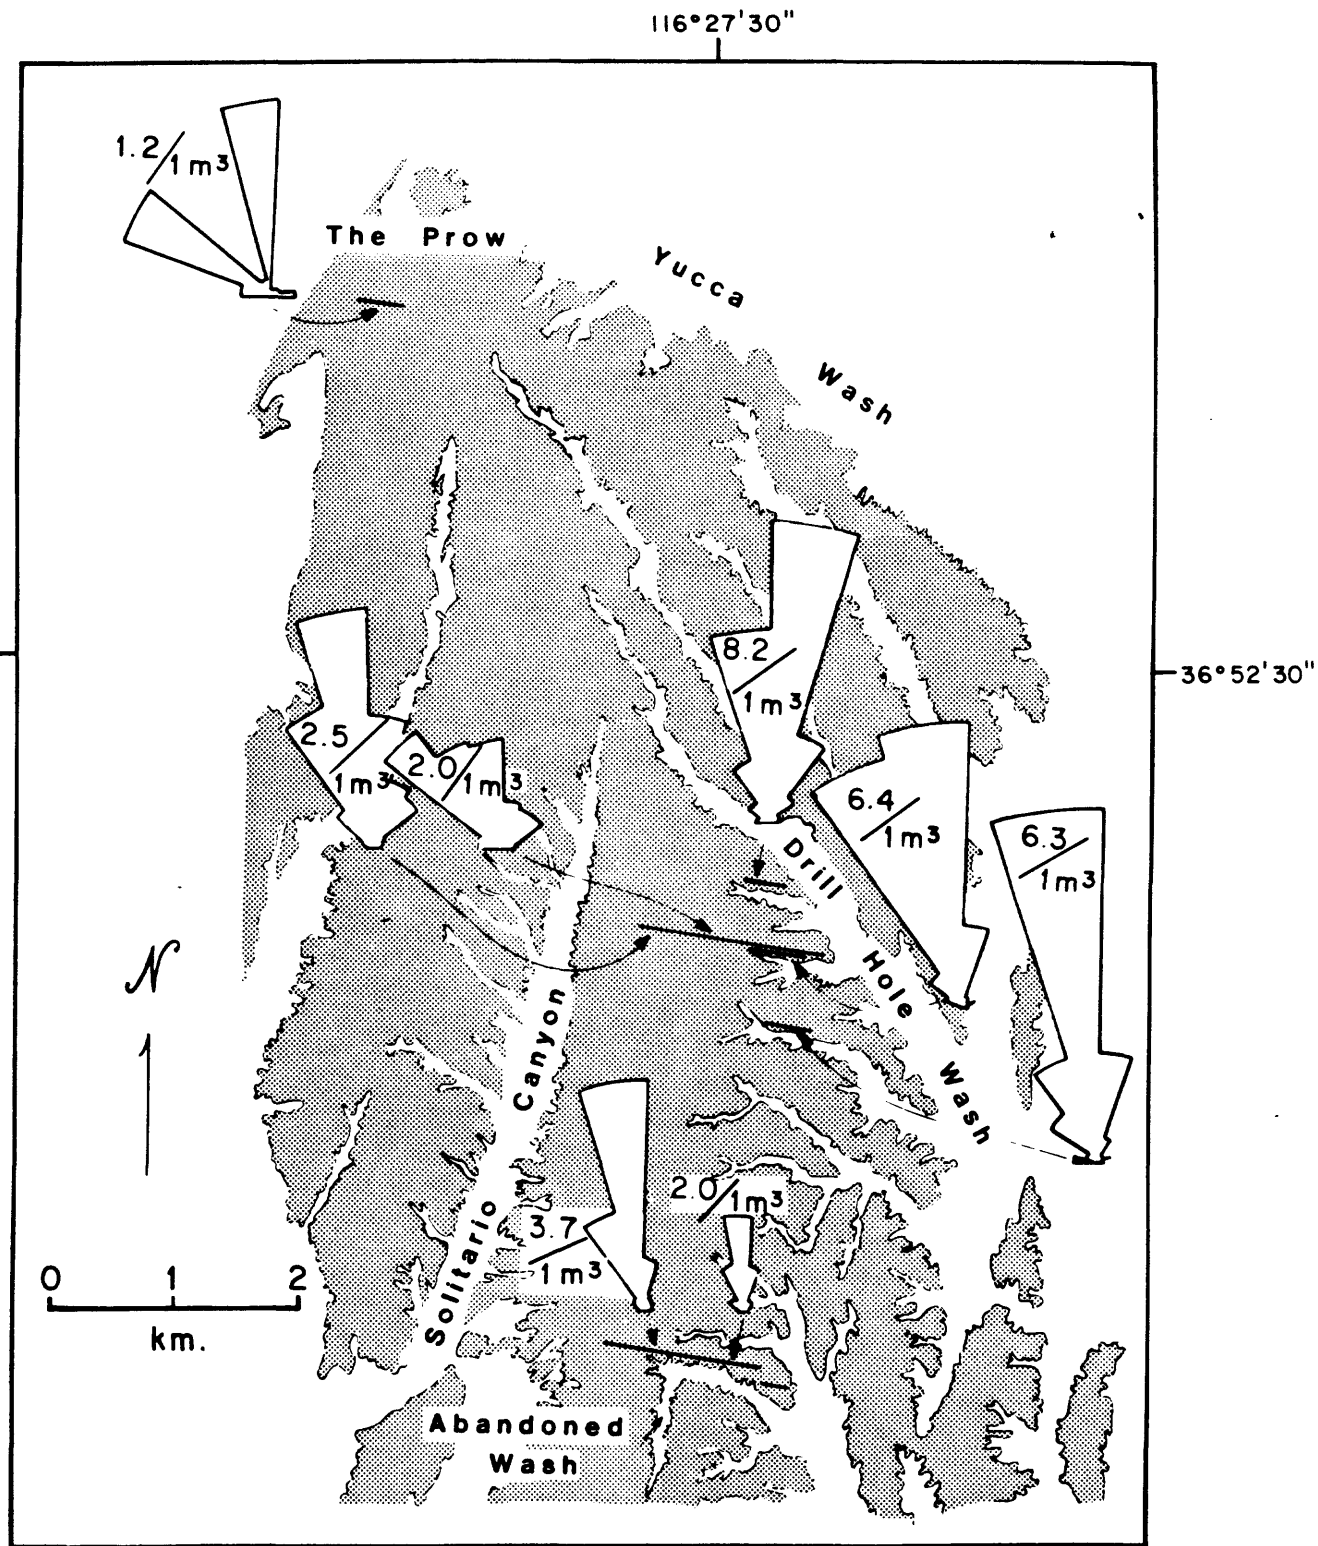 116°27'30"
1.2/1m³
The Prow
Yucca
Wash
36°52'30"
8.2/1m³
2.5/1m³
2.0/1m³
6.4/1m³
6.3/1m³
Drill
Hole
Wash
N
Solitario Canyon
2.0/1m³
3.7/1m³
0 1 2
km.
Abandoned
Wash